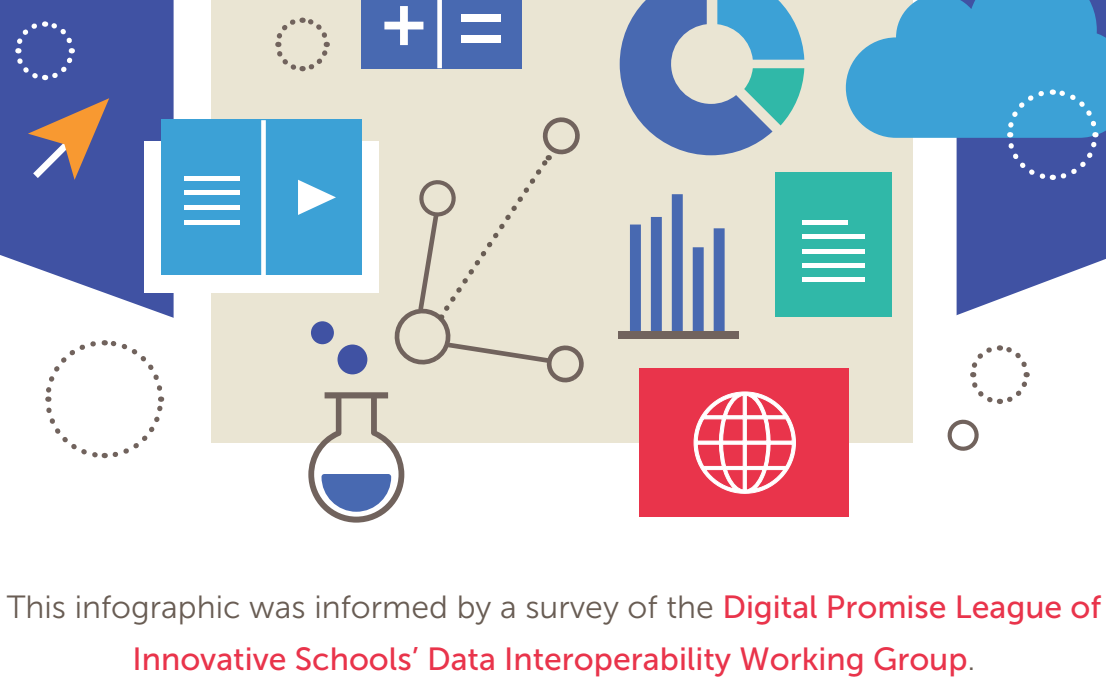 This infographic was informed by a survey of the Digital Promise League of
Innovative Schools’ Data Interoperability Working Group.